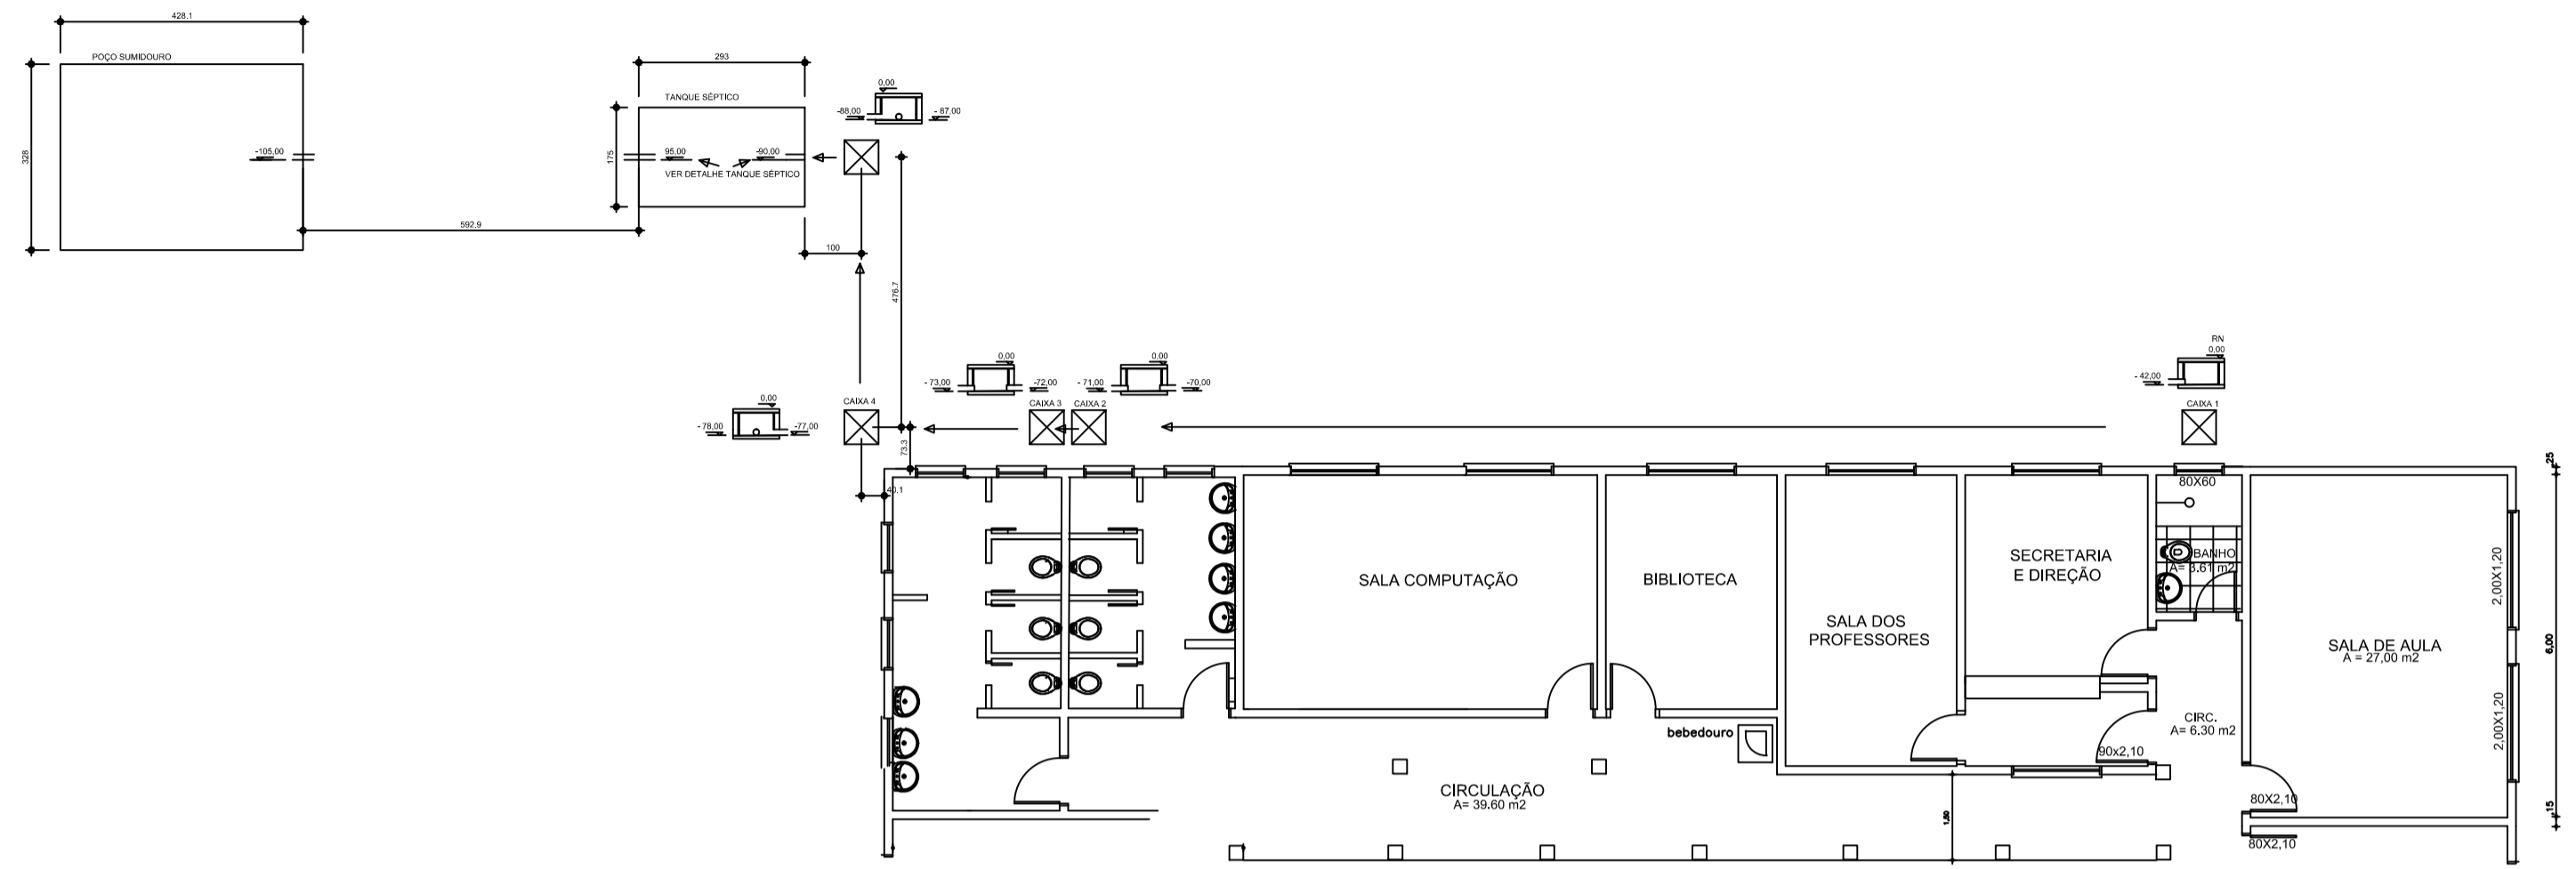 428.1
POÇO SUMIDOURO
328
-105,00
592.9
293
TANQUE SÉPTICO
175
95,00
-90,00
VER DETALHE TANQUE SÉPTICO
0,00
-88,00
- 87,00
100
476.7
73.3
40.1
0,00
- 78,00
-77,00
CAIXA 4
0,00
- 73,00
-72,00
CAIXA 3
0,00
- 71,00
-70,00
CAIXA 2
RN
0,00
- 42,00
CAIXA 1
80X60
BANHO
A= 3.61 m2
SALA COMPUTAÇÃO
BIBLIOTECA
SALA DOS
PROFESSORES
SECRETARIA
E DIREÇÃO
SALA DE AULA
A = 27,00 m2
CIRC.
A= 6.30 m2
90x2,10
bebedouro
CIRCULAÇÃO
A= 39.60 m2
1,80
80X2,10
80X2,10
2,00X1,20
2,00X1,20
,25
6,00
,15